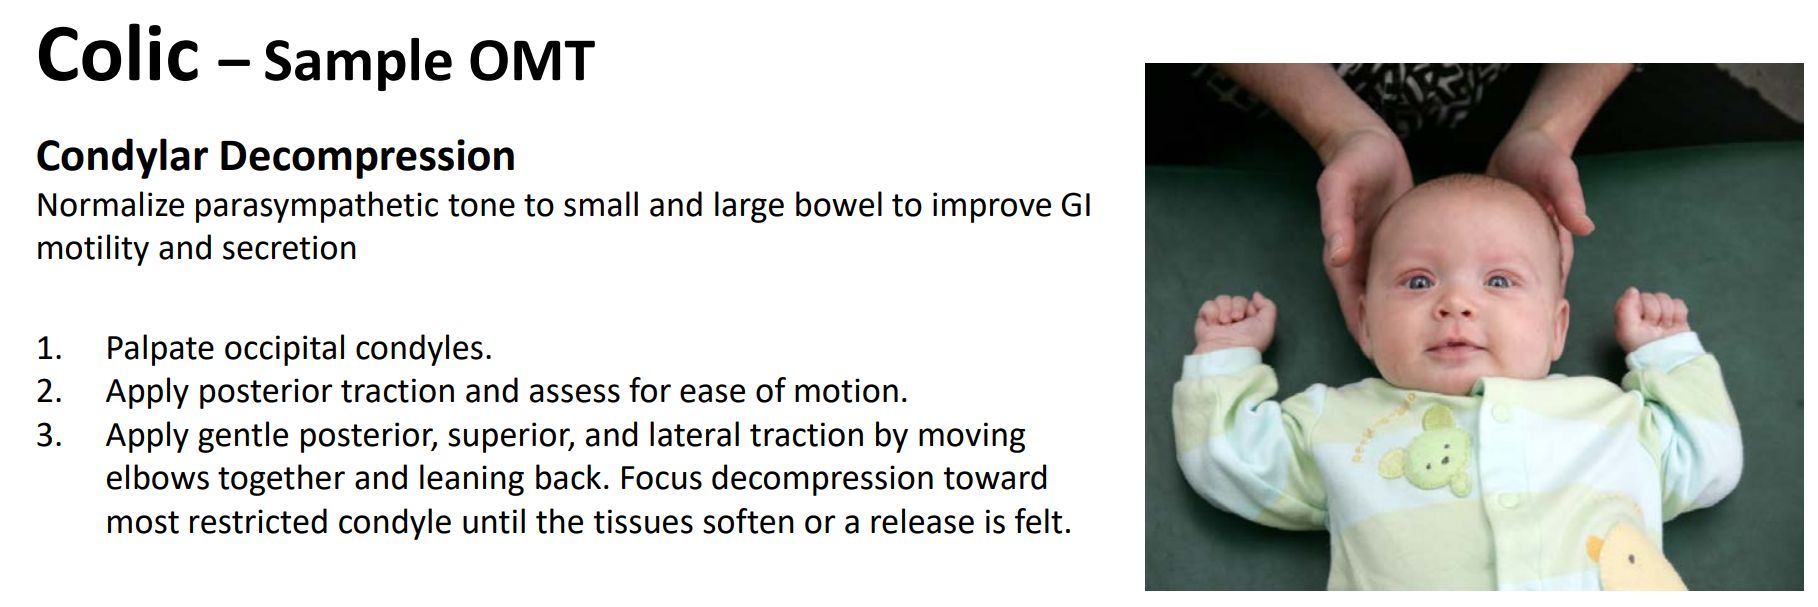 Colic – Sample OMT
Condylar Decompression
Normalize parasympathetic tone to small and large bowel to improve GI
motility and secretion
1. Palpate occipital condyles.
2. Apply posterior traction and assess for ease of motion.
3. Apply gentle posterior, superior, and lateral traction by moving
elbows together and leaning back. Focus decompression toward
most restricted condyle until the tissues soften or a release is felt.